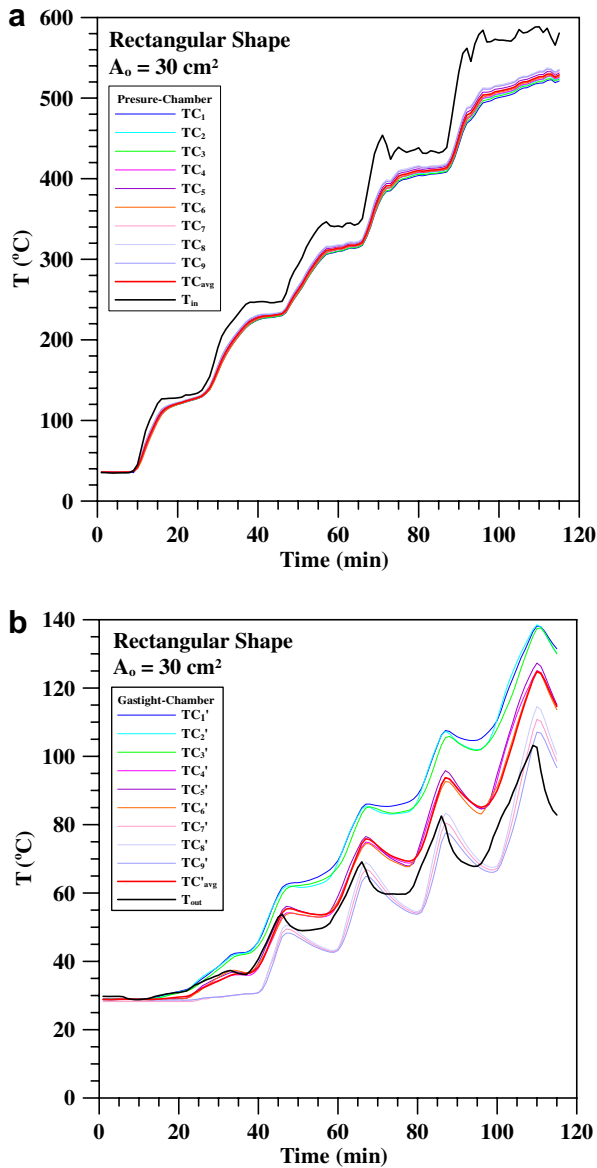 a
Rectangular Shape
Aₒ = 30 cm²
Presure-Chamber
TC₁
TC₂
TC₃
TC₄
TC₅
TC₆
TC₇
TC₈
TC₉
TCavg
Tin
600
500
400
300
200
100
0
T (ºC)
0 20 40 60 80 100 120
Time (min)
b
Rectangular Shape
Aₒ = 30 cm²
Gastight-Chamber
TC₁'
TC₂'
TC₃'
TC₄'
TC₅'
TC₆'
TC₇'
TC₈'
TC₉'
TC'avg
Tout
140
120
100
80
60
40
20
0
T (ºC)
0 20 40 60 80 100 120
Time (min)